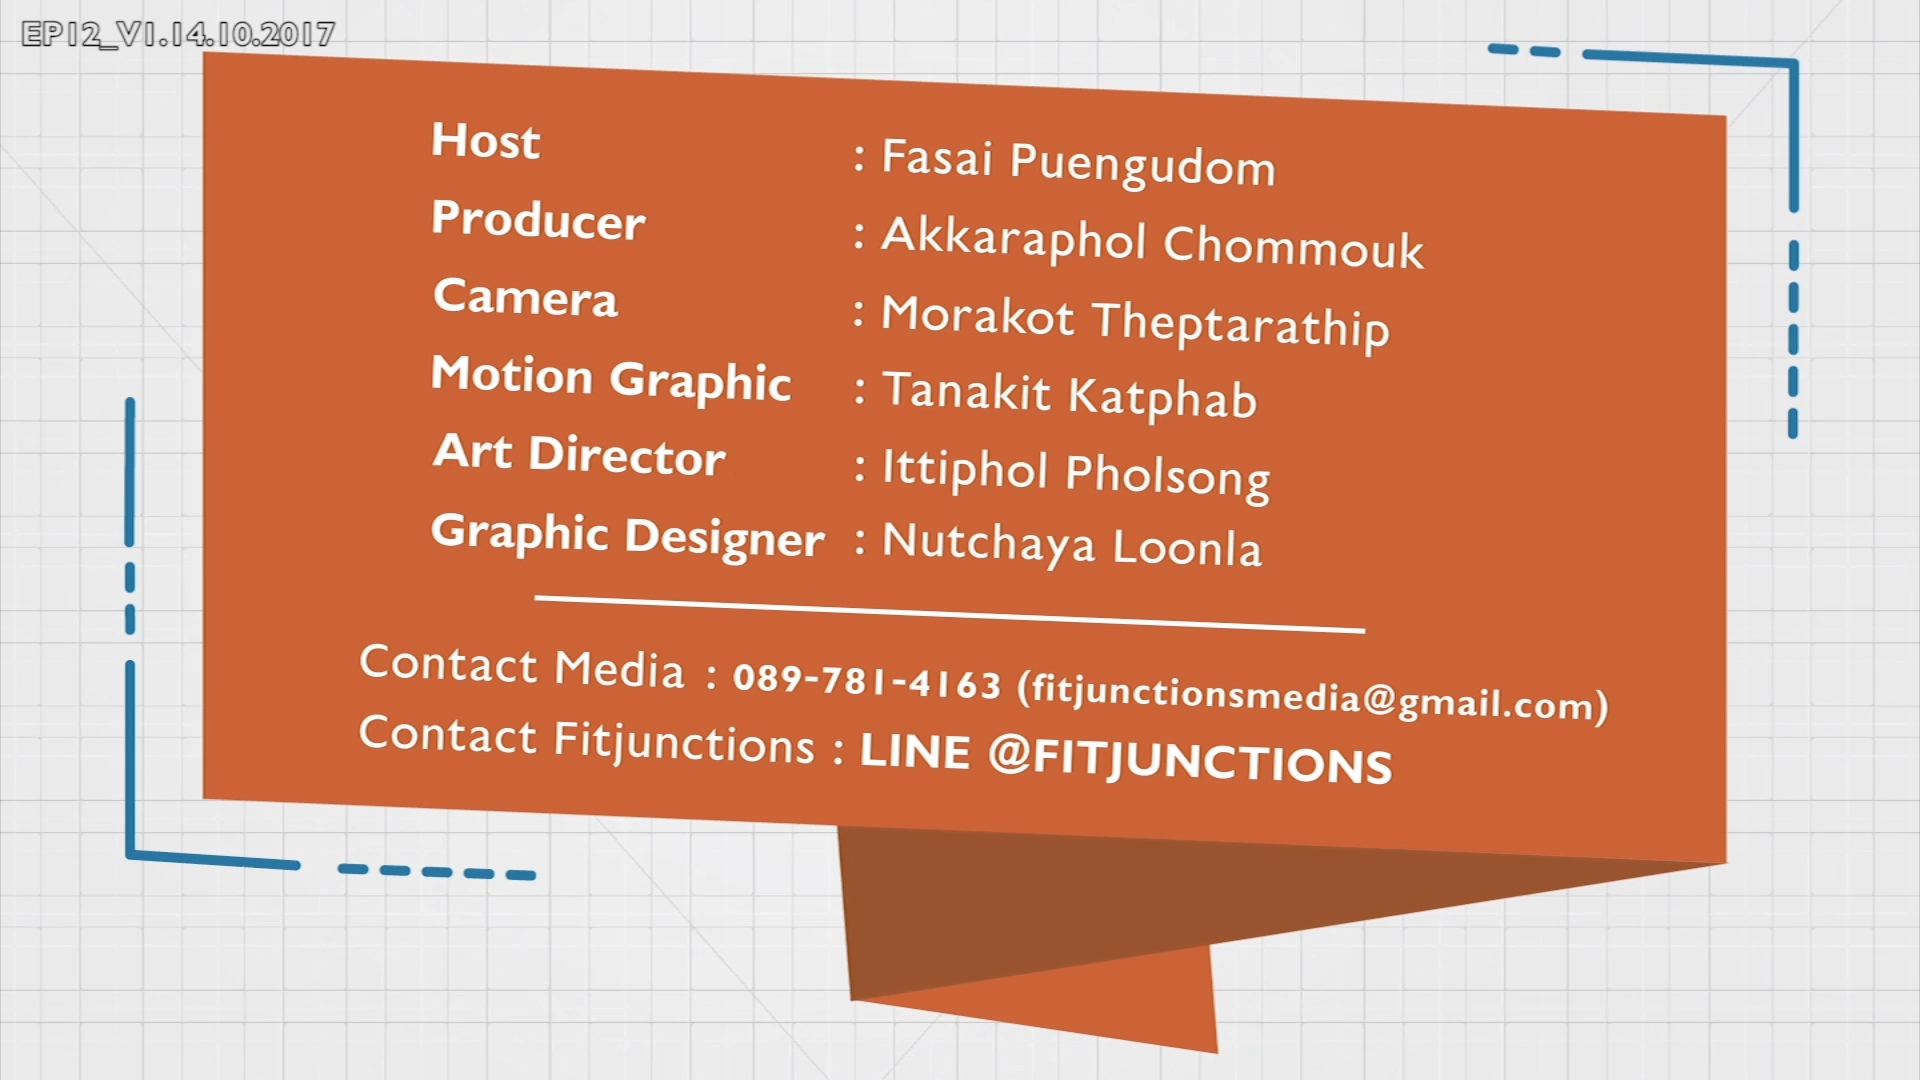 EP12_V1.14.10.2017
Host : Fasai Puengudom
Producer : Akkaraphol Chommouk
Camera : Morakot Theptarathip
Motion Graphic : Tanakit Katphab
Art Director : Ittiphol Pholsong
Graphic Designer : Nutchaya Loonla
Contact Media : 089-781-4163 (fitjunctionsmedia@gmail.com)
Contact Fitjunctions : LINE @FITJUNCTIONS